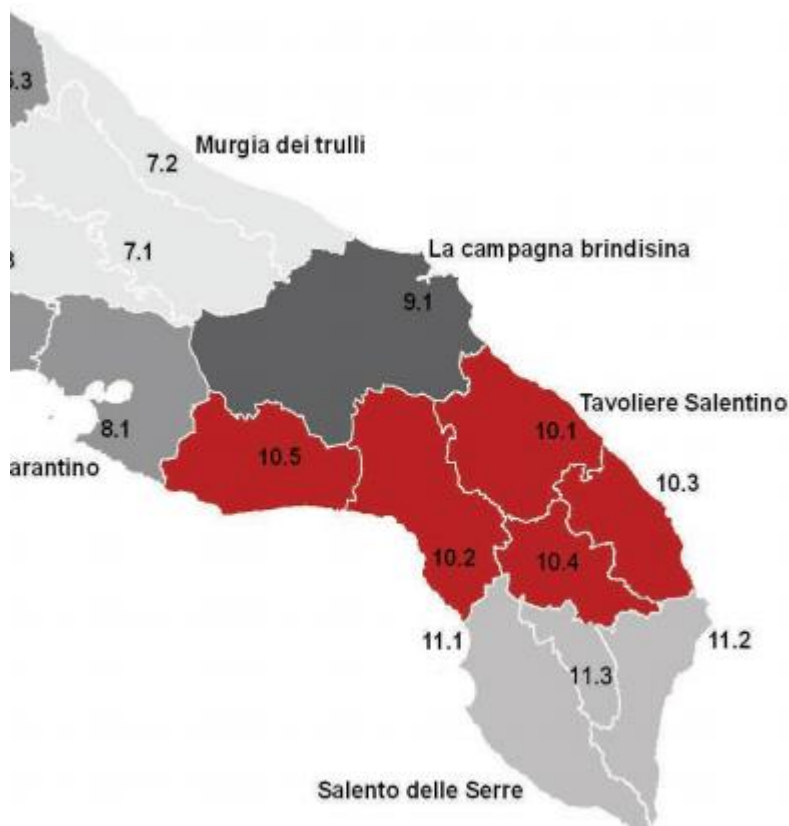 .3
Murgia dei trulli
7.2
7.1
La campagna brindisina
9.1
Tavoliere Salentino
8.1
10.1
arantino
10.5
10.3
10.2
10.4
11.1
11.2
11.3
Salento delle Serre